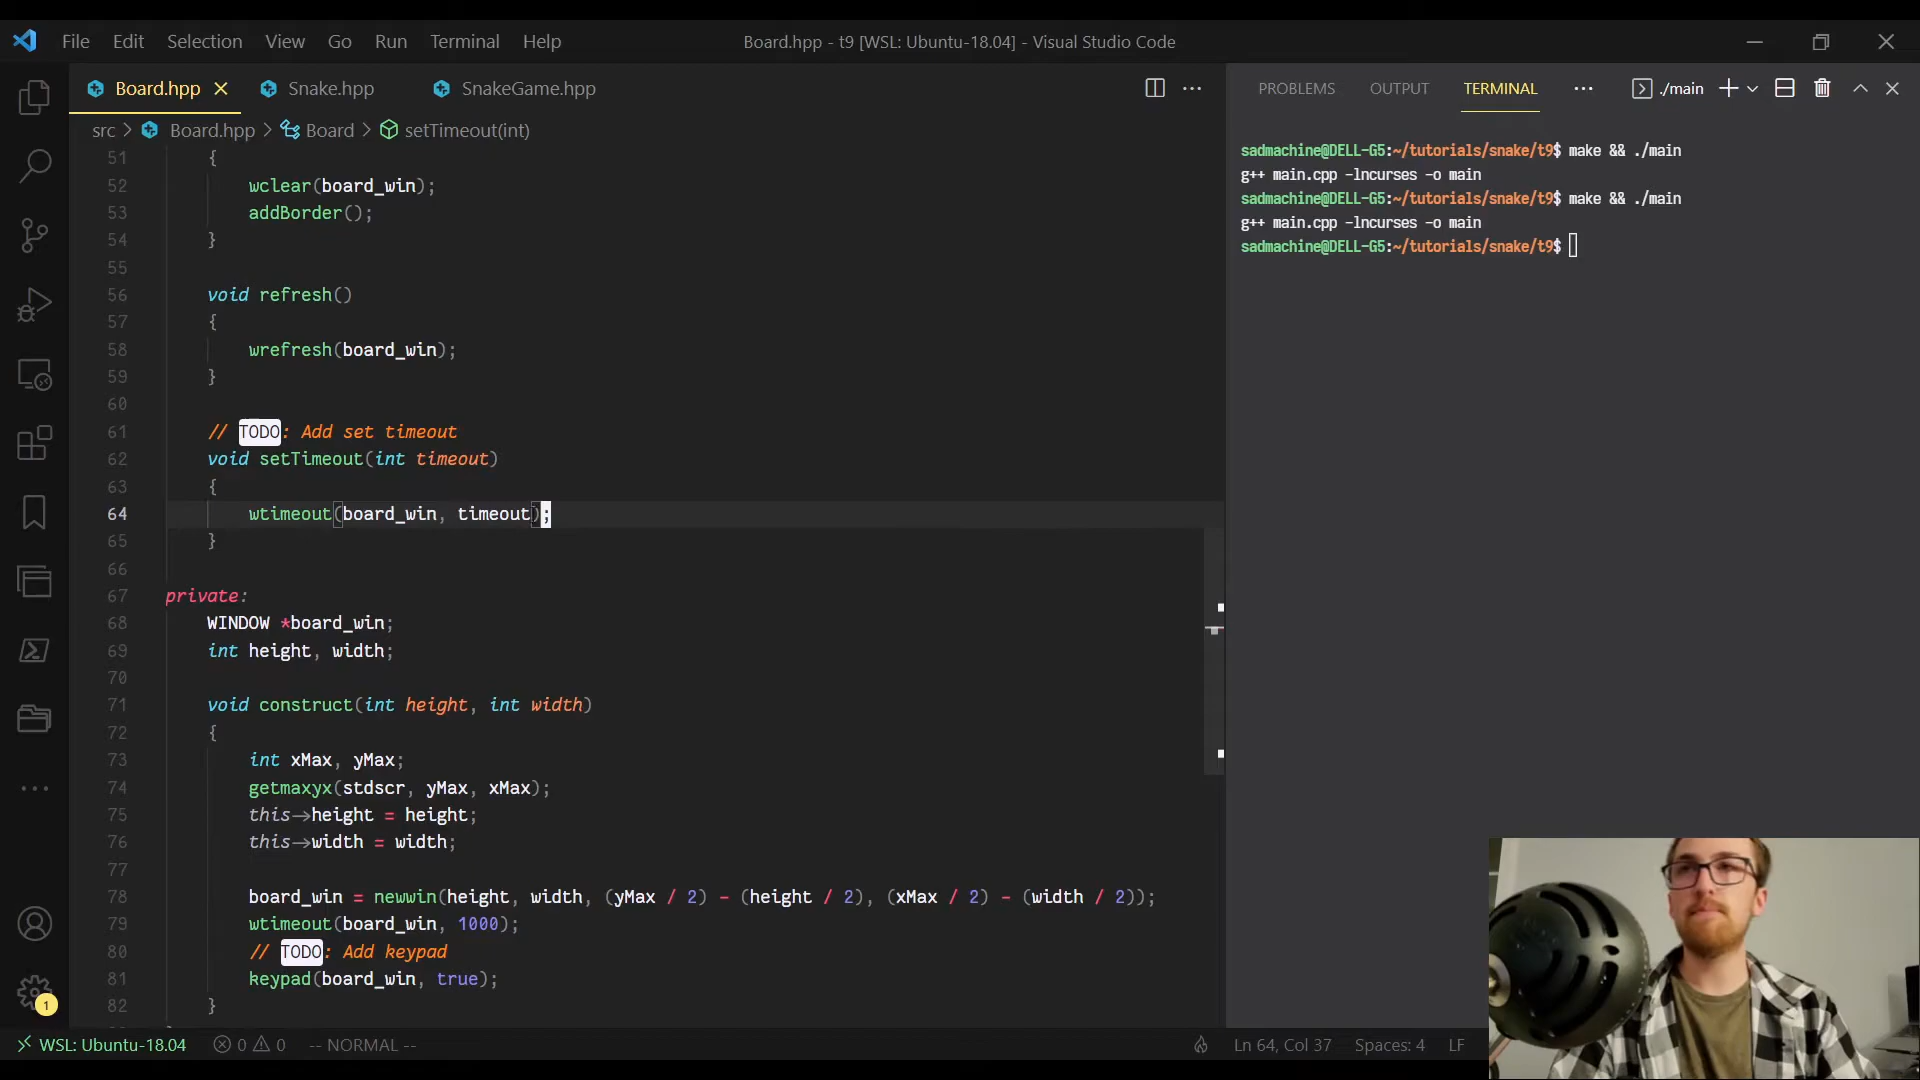 File Edit Selection View Go Run Terminal Help
Board.hpp - t9 [WSL: Ubuntu-18.04] - Visual Studio Code
Board.hpp Snake.hpp SnakeGame.hpp
src > Board.hpp > Board > setTimeout(int)
51 {
52 wclear(board_win);
53 addBorder();
54 }
55
56 void refresh()
57 {
58 wrefresh(board_win);
59 }
60
61 // TODO: Add set timeout
62 void setTimeout(int timeout)
63 {
64 wtimeout(board_win, timeout);
65 }
66
67 private:
68 WINDOW *board_win;
69 int height, width;
70
71 void construct(int height, int width)
72 {
73 int xMax, yMax;
74 getmaxyx(stdscr, yMax, xMax);
75 this->height = height;
76 this->width = width;
77
78 board_win = newwin(height, width, (yMax / 2) - (height / 2), (xMax / 2) - (width / 2));
79 wtimeout(board_win, 1000);
80 // TODO: Add keypad
81 keypad(board_win, true);
82 }
PROBLEMS OUTPUT TERMINAL ··· ./main
sadmachine@DELL-G5:~/tutorials/snake/t9$ make && ./main
g++ main.cpp -lncurses -o main
sadmachine@DELL-G5:~/tutorials/snake/t9$ make && ./main
g++ main.cpp -lncurses -o main
sadmachine@DELL-G5:~/tutorials/snake/t9$
1
WSL: Ubuntu-18.04 0 0 -- NORMAL -- Ln 64, Col 37 Spaces: 4 LF